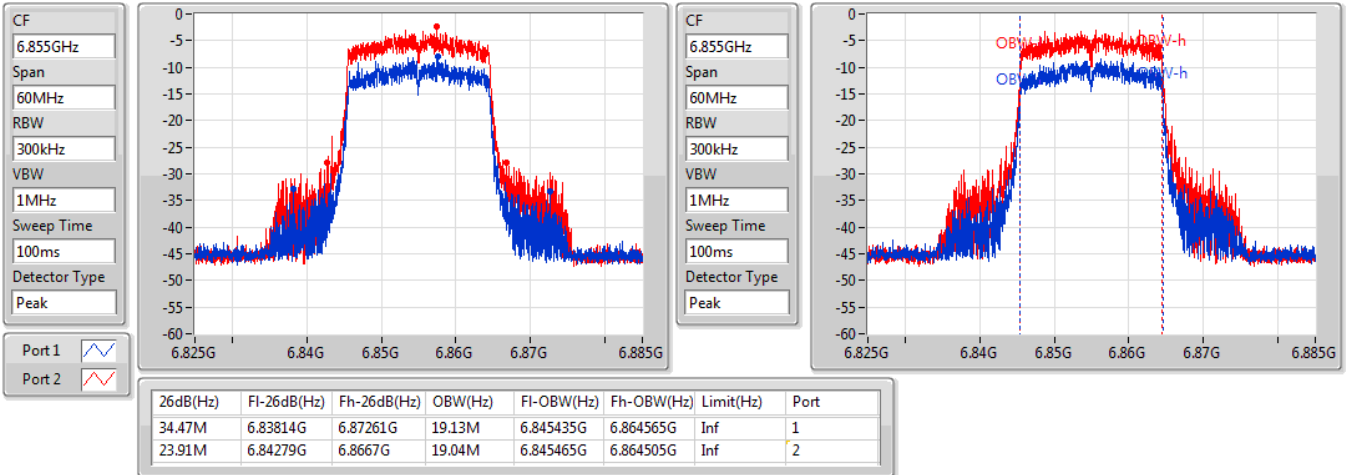 CF
6.855GHz
Span
60MHz
RBW
300kHz
VBW
1MHz
Sweep Time
100ms
Detector Type
Peak
Port 1
Port 2
0
-5
-10
-15
-20
-25
-30
-35
-40
-45
-50
-55
-60
6.825G 6.84G 6.85G 6.86G 6.87G 6.885G
CF
6.855GHz
Span
60MHz
RBW
300kHz
VBW
1MHz
Sweep Time
100ms
Detector Type
Peak
0
-5
-10
-15
-20
-25
-30
-35
-40
-45
-50
-55
-60
6.825G 6.84G 6.85G 6.86G 6.87G 6.885G
26dB(Hz) Fl-26dB(Hz) Fh-26dB(Hz) OBW(Hz) Fl-OBW(Hz) Fh-OBW(Hz) Limit(Hz) Port
34.47M 6.83814G 6.87261G 19.13M 6.845435G 6.864565G Inf 1
23.91M 6.84279G 6.8667G 19.04M 6.845465G 6.864505G Inf 2